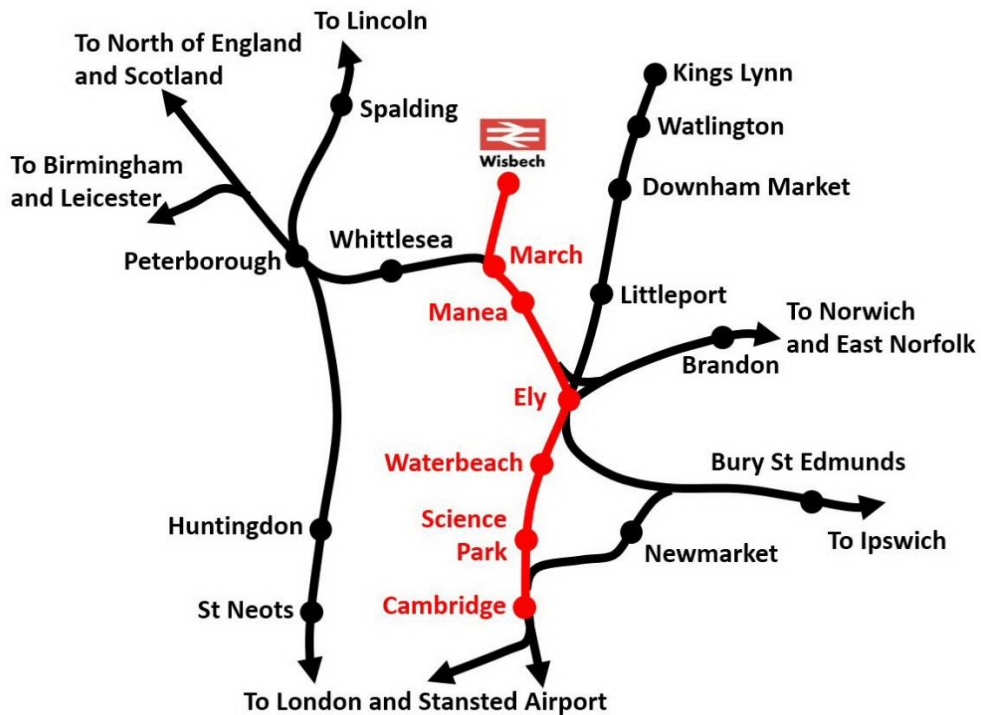 To Lincoln
To North of England
and Scotland
Kings Lynn
Spalding
Watlington
Wisbech
To Birmingham
and Leicester
Downham Market
Whittlesea
Peterborough
March
Littleport
Manea
To Norwich
and East Norfolk
Brandon
Ely
Waterbeach
Bury St Edmunds
Science
Park
Huntingdon
To Ipswich
Newmarket
St Neots
Cambridge
To London and Stansted Airport